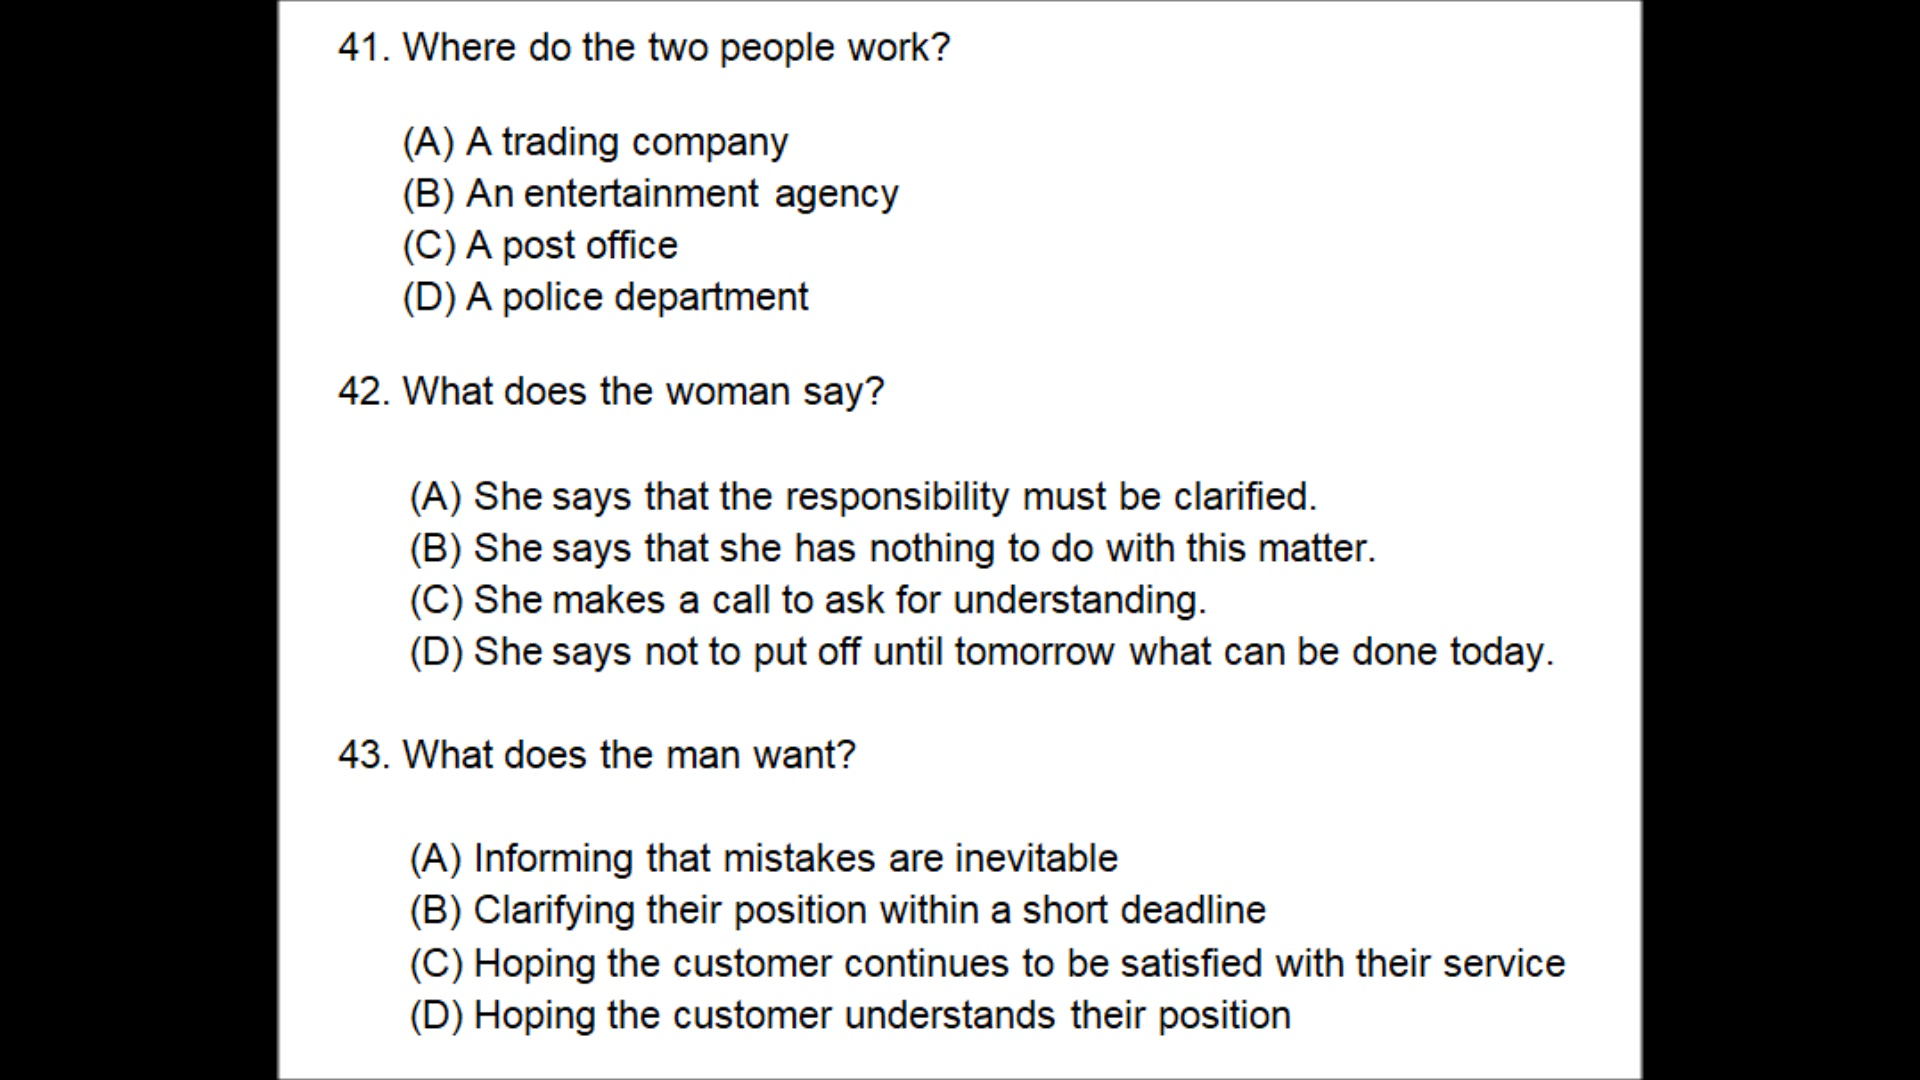 41. Where do the two people work?
(A) A trading company
(B) An entertainment agency
(C) A post office
(D) A police department
42. What does the woman say?
(A) She says that the responsibility must be clarified.
(B) She says that she has nothing to do with this matter.
(C) She makes a call to ask for understanding.
(D) She says not to put off until tomorrow what can be done today.
43. What does the man want?
(A) Informing that mistakes are inevitable
(B) Clarifying their position within a short deadline
(C) Hoping the customer continues to be satisfied with their service
(D) Hoping the customer understands their position